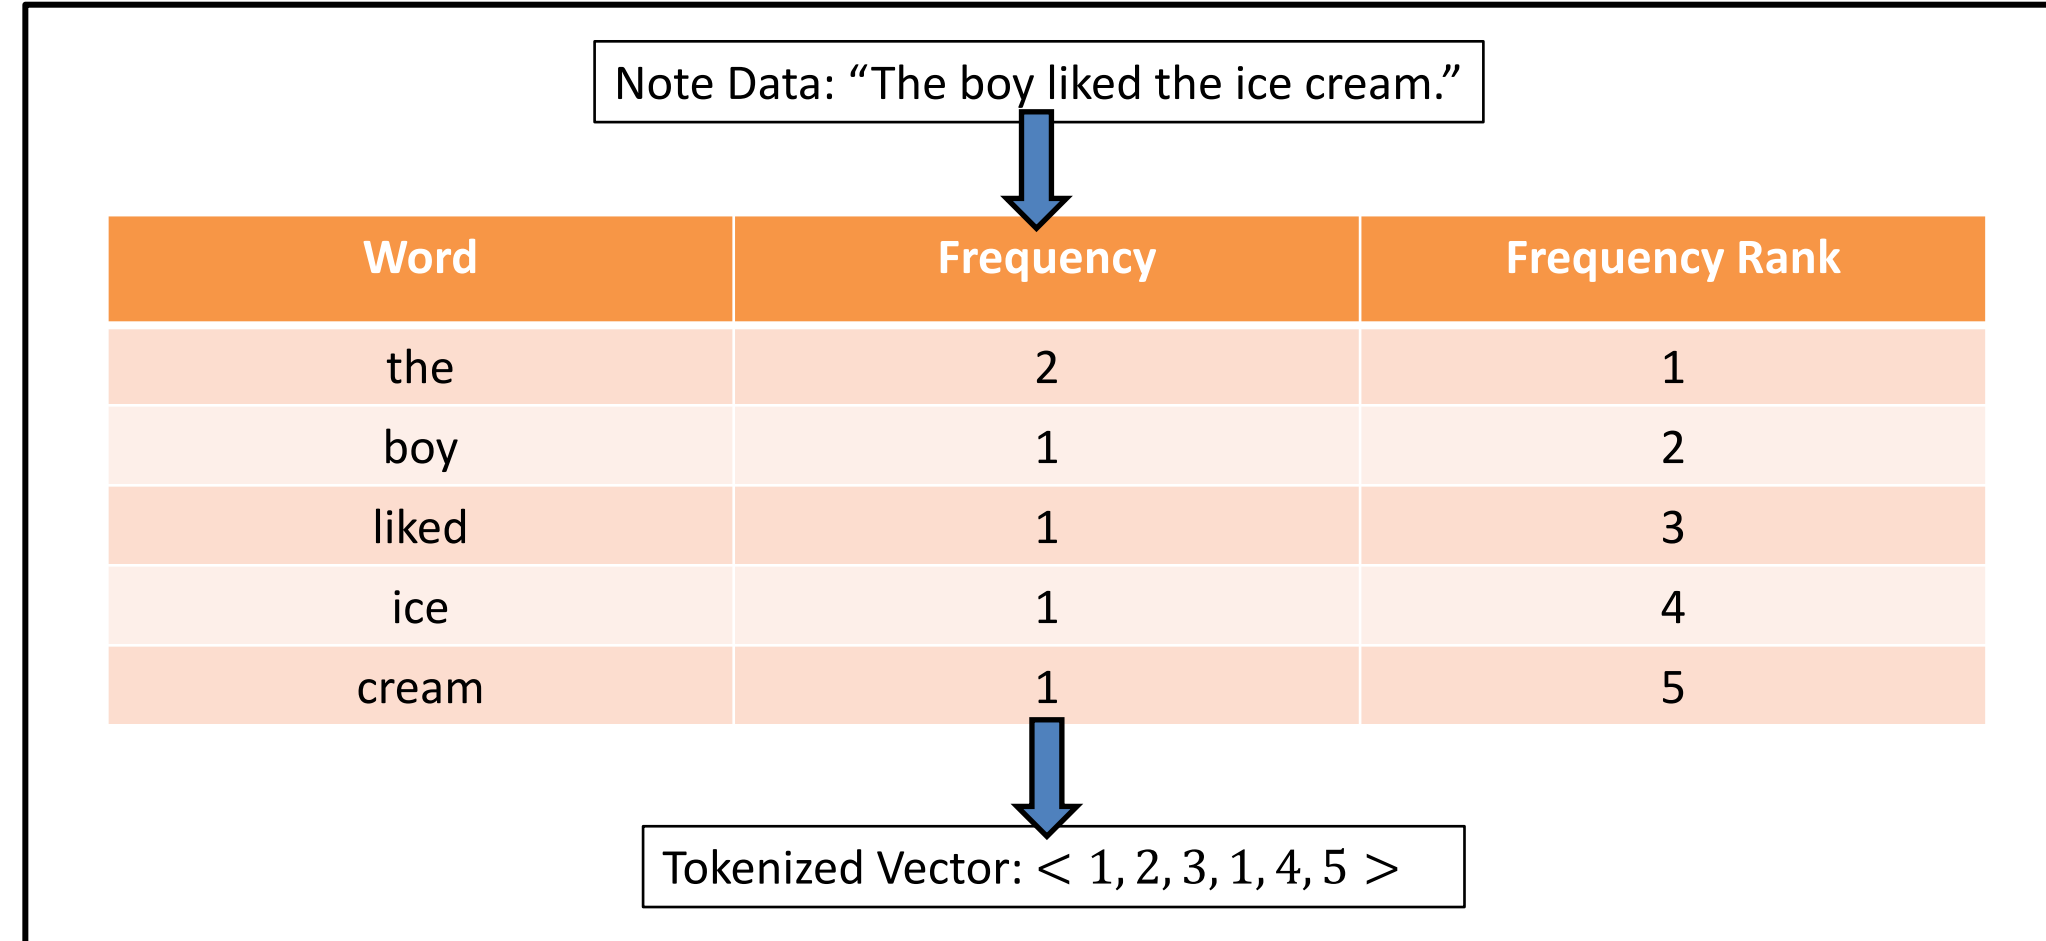 Note Data: “The boy liked the ice cream.”
Word Frequency Frequency Rank
the 2 1
boy 1 2
liked 1 3
ice 1 4
cream 1 5
Tokenized Vector: < 1, 2, 3, 1, 4, 5 >